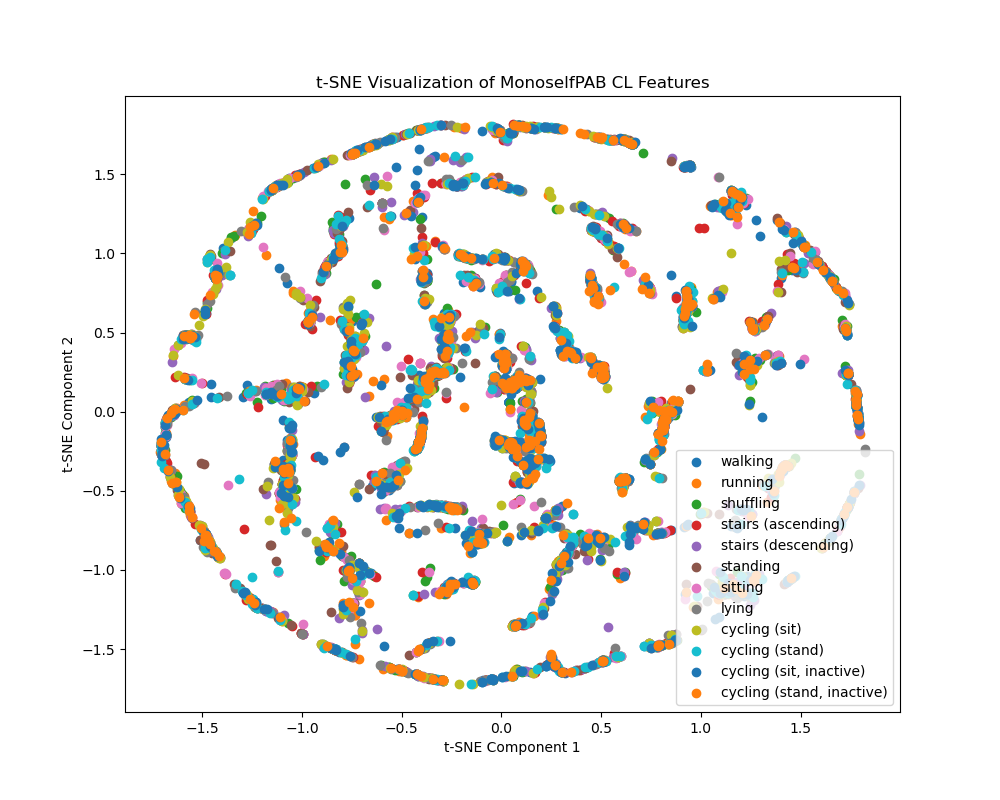 t-SNE Visualization of MonoselfPAB CL Features
t-SNE Component 2
1.5
1.0
0.5
0.0
−0.5
−1.0
−1.5
walking
running
shuffling
stairs (ascending)
stairs (descending)
standing
sitting
lying
cycling (sit)
cycling (stand)
cycling (sit, inactive)
cycling (stand, inactive)
−1.5 −1.0 −0.5 0.0 0.5 1.0 1.5
t-SNE Component 1